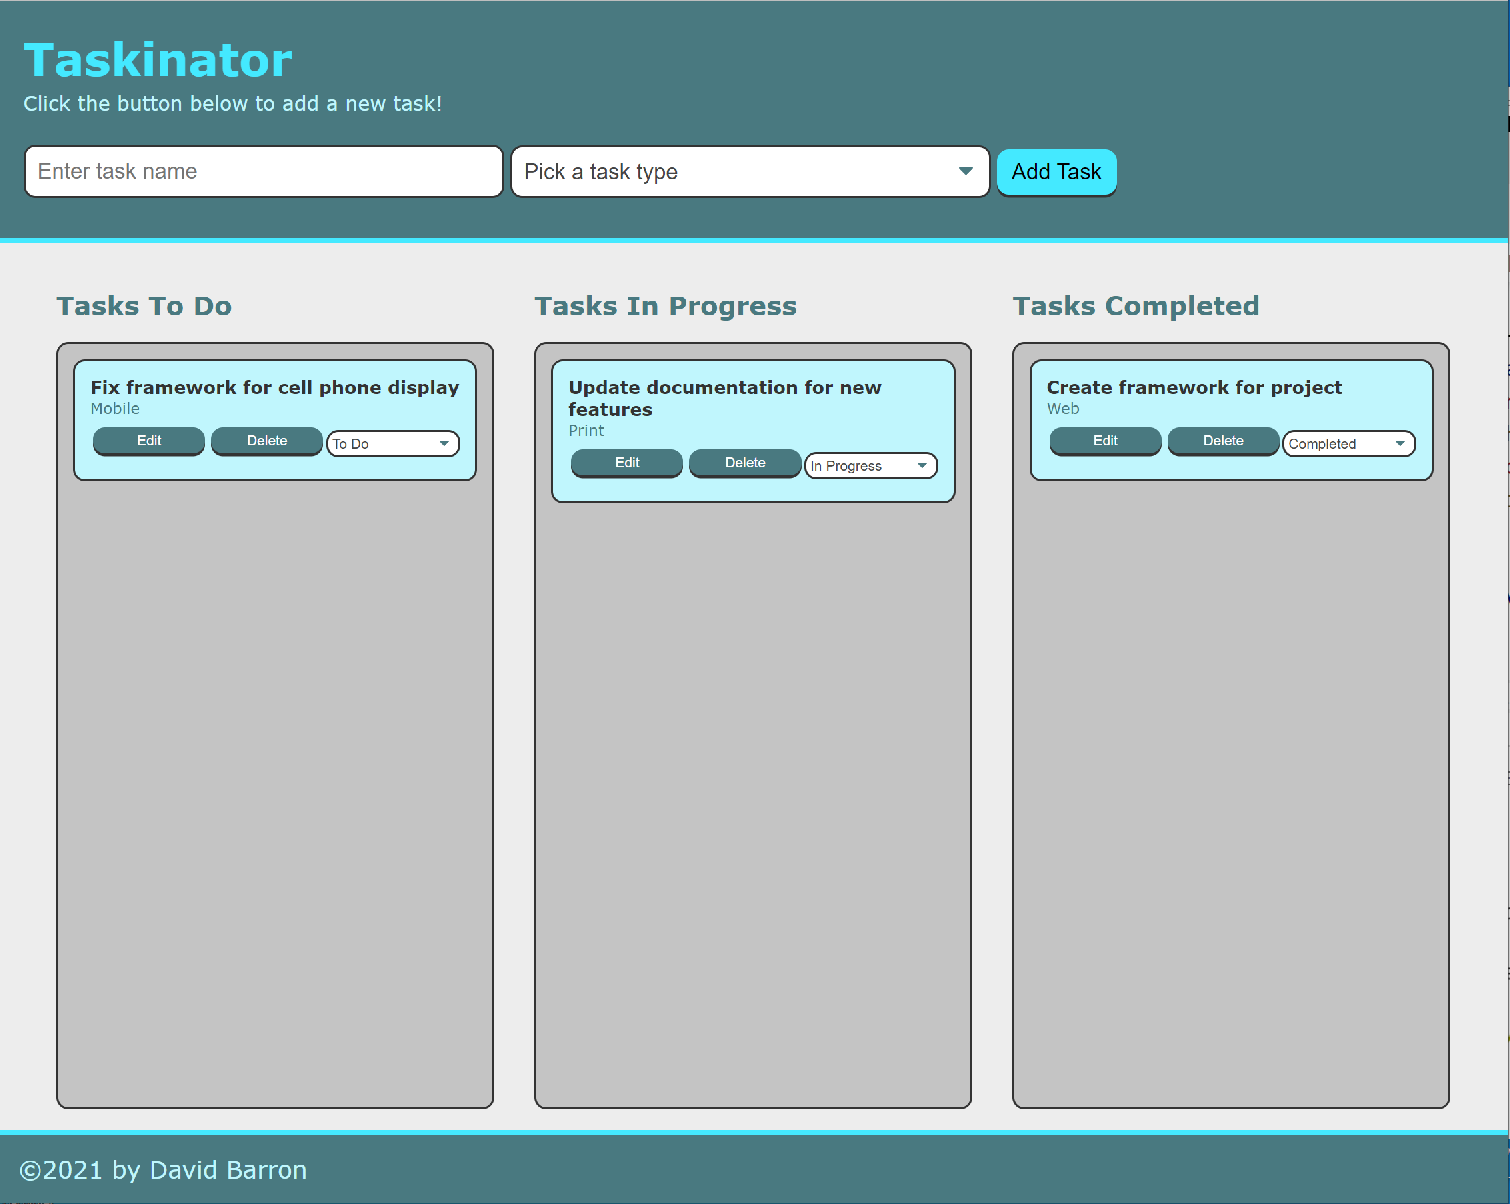 Taskinator
Click the button below to add a new task!
Enter task name
Pick a task type
Add Task
Tasks To Do
Fix framework for cell phone display
Mobile
Edit
Delete
To Do
Tasks In Progress
Update documentation for new
features
Print
Edit
Delete
In Progress
Tasks Completed
Create framework for project
Web
Edit
Delete
Completed
©2021 by David Barron